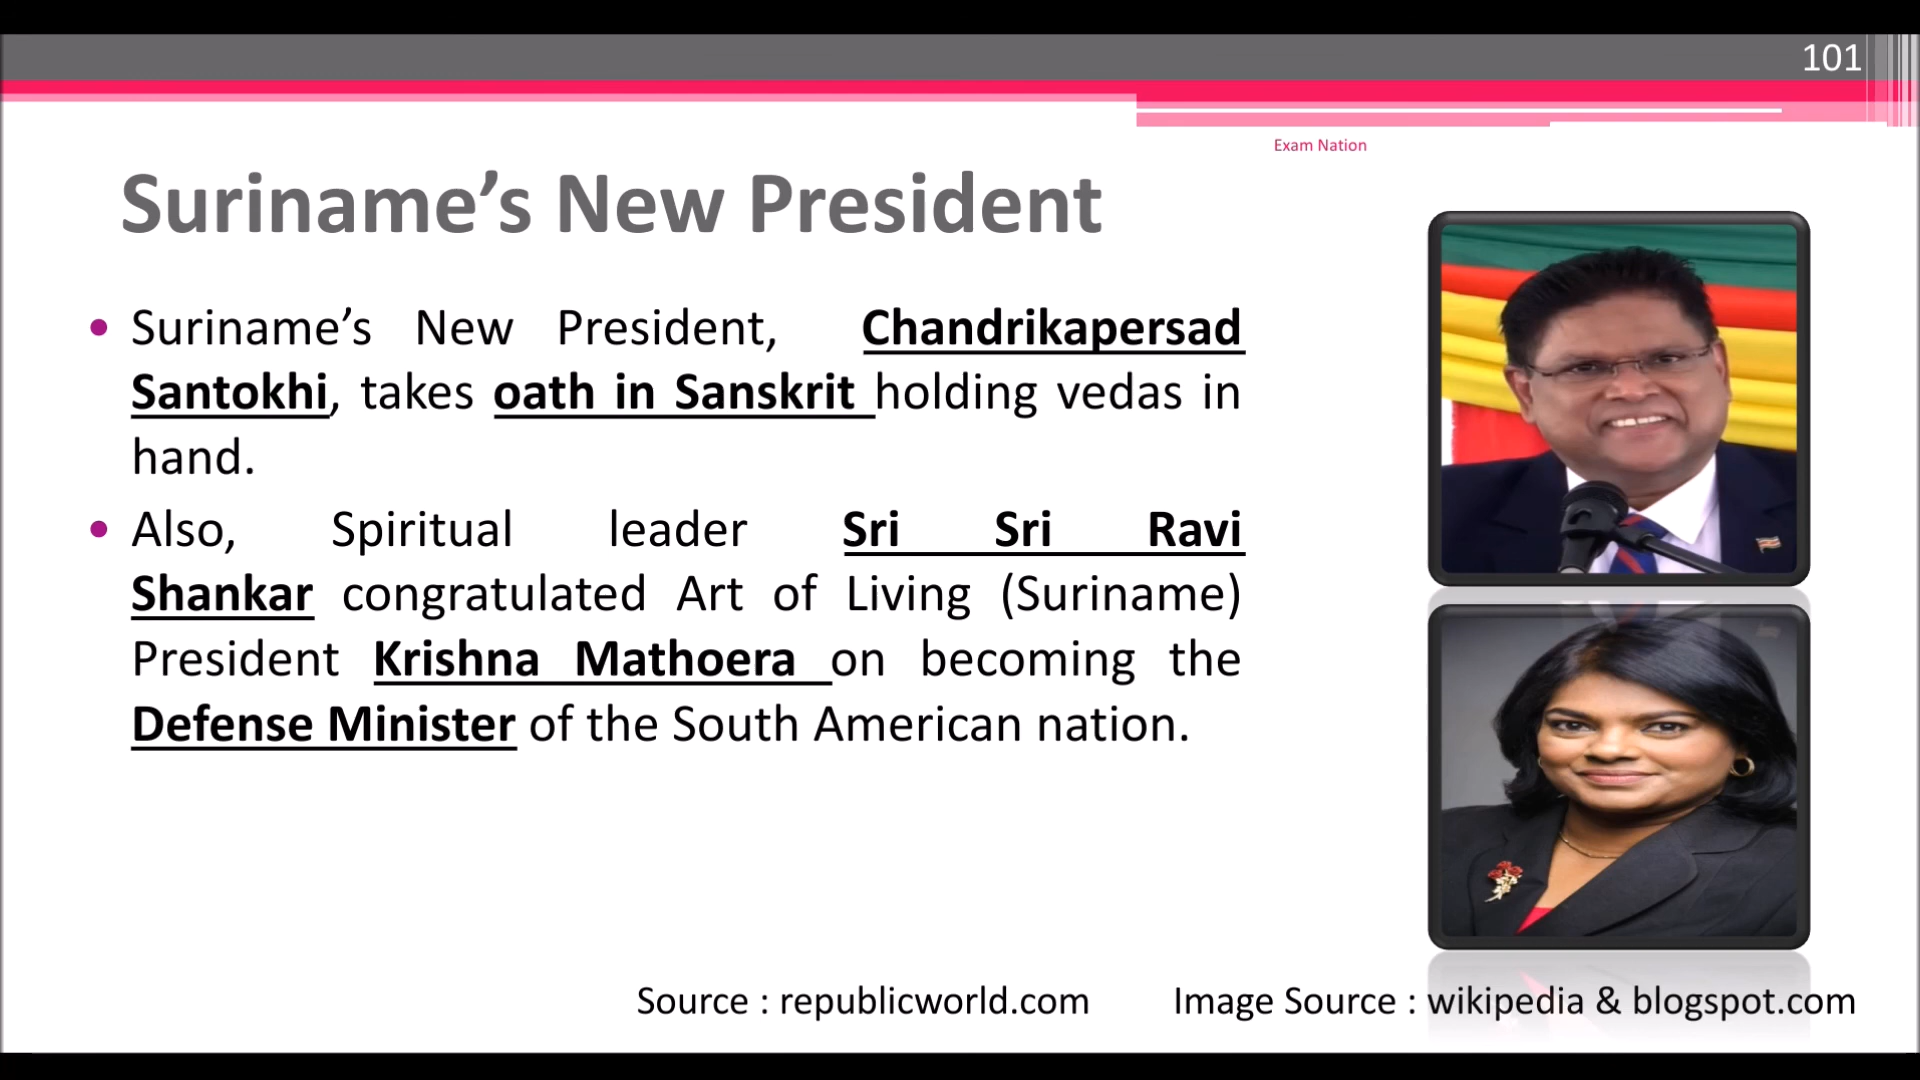 101
Exam Nation
Suriname’s New President
• Suriname’s New President, Chandrikapersad
Santokhi, takes oath in Sanskrit holding vedas in
hand.
• Also, Spiritual leader Sri Sri Ravi
Shankar congratulated Art of Living (Suriname)
President Krishna Mathoera on becoming the
Defense Minister of the South American nation.
Source : republicworld.com Image Source : wikipedia & blogspot.com